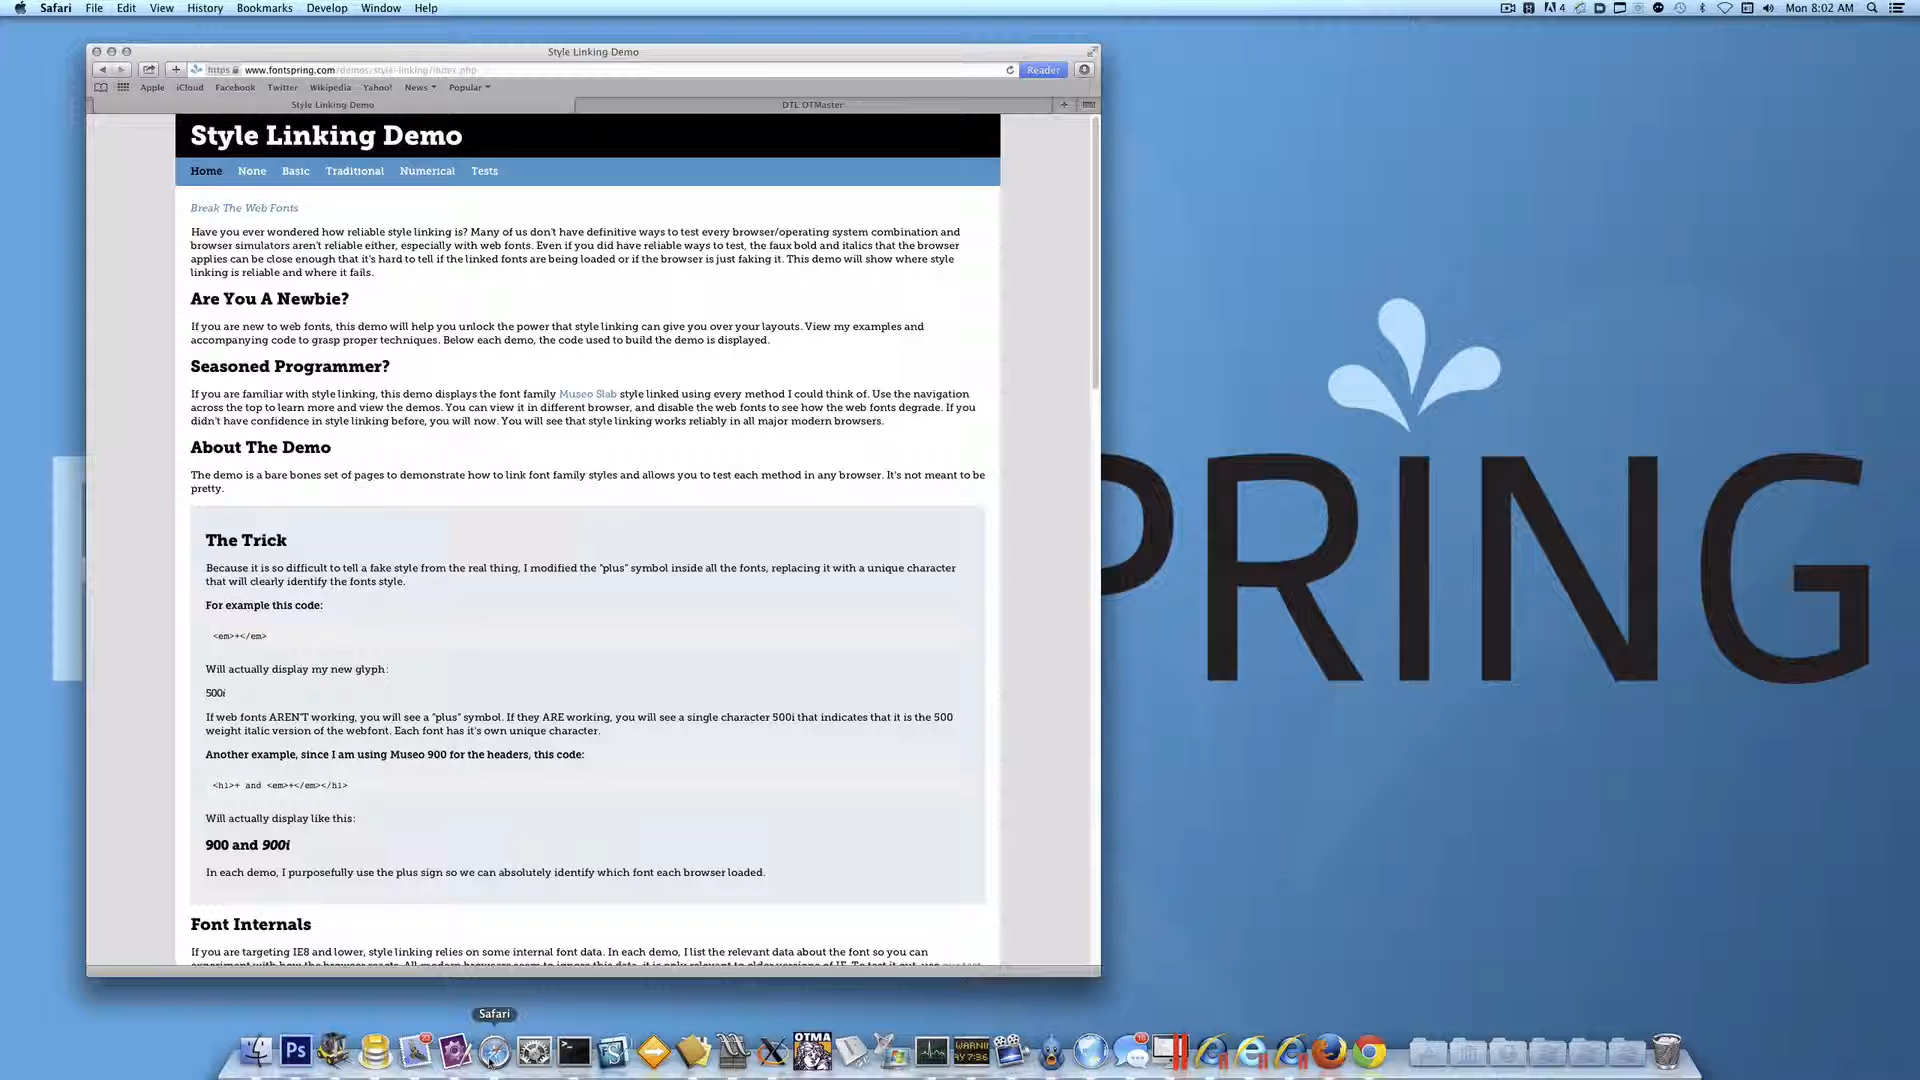 Safari File Edit View History Bookmarks Develop Window Help
4 Mon 8:02 AM
Style Linking Demo
https www.fontspring.com/demos/style-linking/index.php Reader
Apple iCloud Facebook Twitter Wikipedia Yahoo! News Popular
Style Linking Demo DTL OTMaster
Style Linking Demo
Home None Basic Traditional Numerical Tests
Break The Web Fonts
Have you ever wondered how reliable style linking is? Many of us don't have definitive ways to test every browser/operating system combination and
browser simulators aren't reliable either, especially with web fonts. Even if you did have reliable ways to test, the faux bold and italics that the browser
applies can be close enough that it's hard to tell if the linked fonts are being loaded or if the browser is just faking it. This demo will show where style
linking is reliable and where it fails.
Are You A Newbie?
If you are new to web fonts, this demo will help you unlock the power that style linking can give you over your layouts. View my examples and
accompanying code to grasp proper techniques. Below each demo, the code used to build the demo is displayed.
Seasoned Programmer?
If you are familiar with style linking, this demo displays the font family Museo Slab style linked using every method I could think of. Use the navigation
across the top to learn more and view the demos. You can view it in different browser, and disable the web fonts to see how the web fonts degrade. If you
didn't have confidence in style linking before, you will now. You will see that style linking works reliably in all major modern browsers.
About The Demo
The demo is a bare bones set of pages to demonstrate how to link font family styles and allows you to test each method in any browser. It's not meant to be
pretty.
The Trick
Because it is so difficult to tell a fake style from the real thing, I modified the "plus" symbol inside all the fonts, replacing it with a unique character
that will clearly identify the fonts style.
For example this code:
<em>+</em>
Will actually display my new glyph:
500i
If web fonts AREN'T working, you will see a "plus" symbol. If they ARE working, you will see a single character 500i that indicates that it is the 500
weight italic version of the webfont. Each font has it's own unique character.
Another example, since I am using Museo 900 for the headers, this code:
<h1>+ and <em>+</em></h1>
Will actually display like this:
900 and 900i
In each demo, I purposefully use the plus sign so we can absolutely identify which font each browser loaded.
Font Internals
If you are targeting IE8 and lower, style linking relies on some internal font data. In each demo, I list the relevant data about the font so you can
PRING
Safari
Ps
OTMA